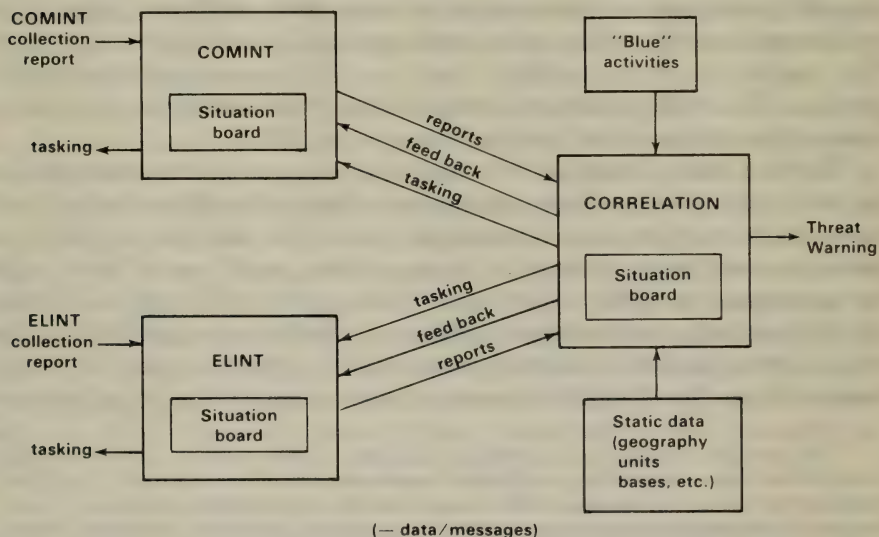 COMINT
collection
report
COMINT
Situation
board
tasking
"Blue"
activities
reports
feed back
tasking
CORRELATION
Situation
board
Threat
Warning
tasking
feed back
reports
ELINT
collection
report
ELINT
Situation
board
tasking
Static data
(geography
units
bases, etc.)
(— data/messages)